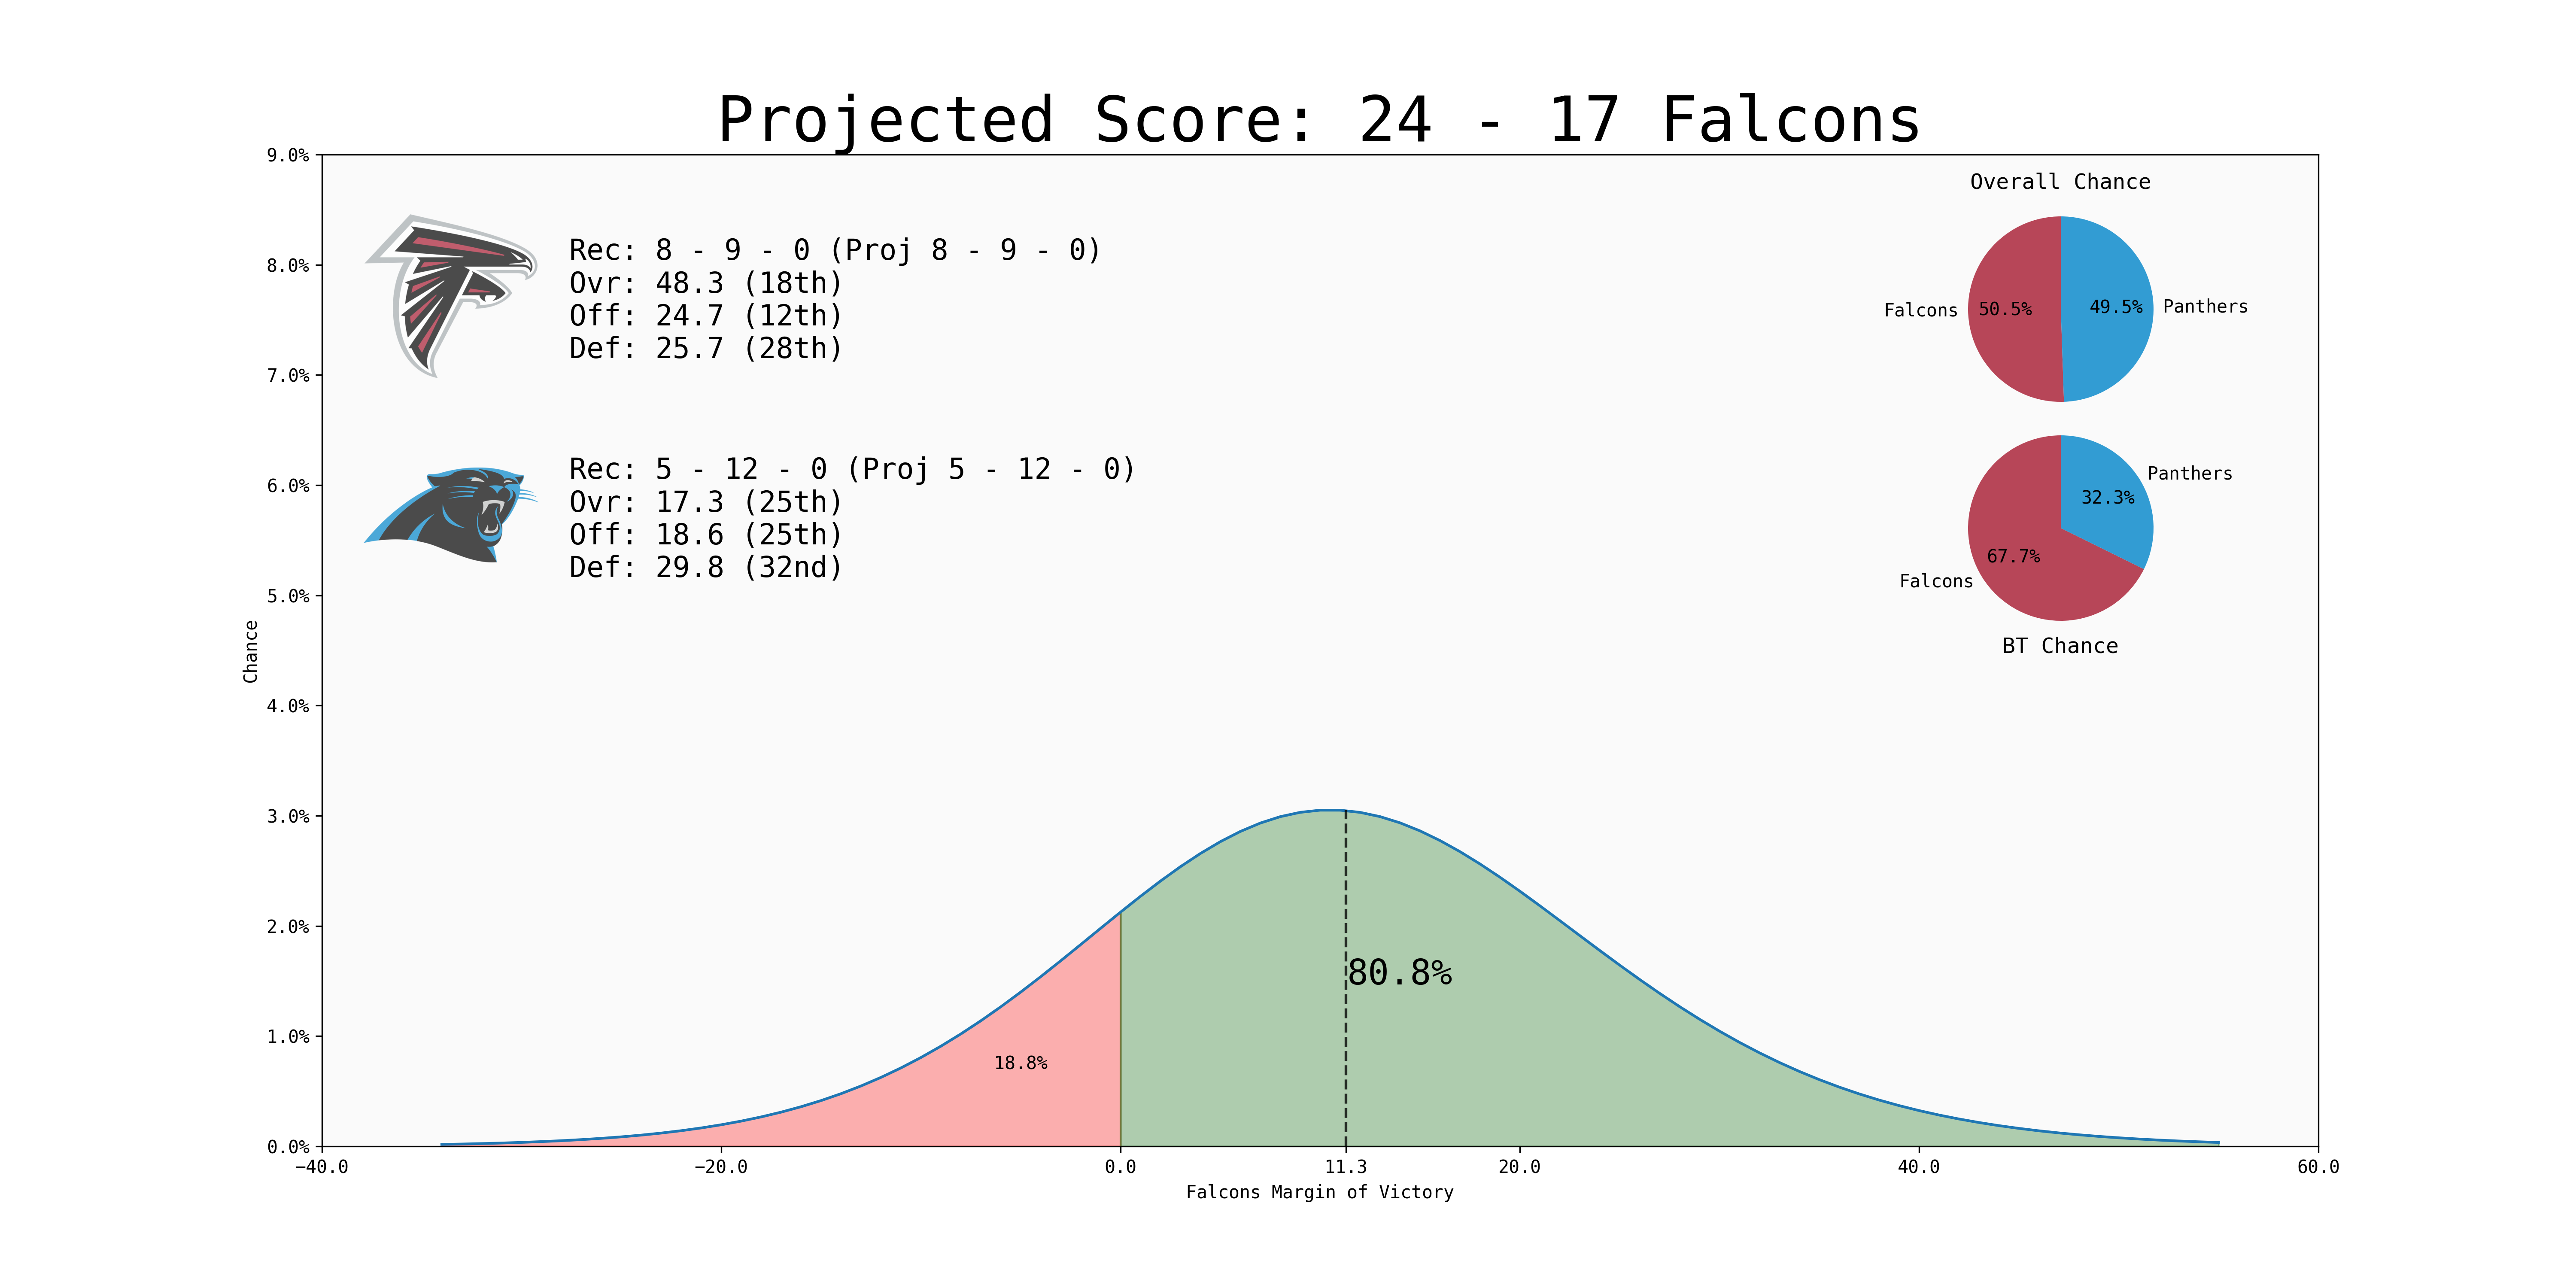 Projected Score: 24 - 17 Falcons
9.0%
8.0%
7.0%
6.0%
5.0%
4.0%
3.0%
2.0%
1.0%
0.0%
Chance
Rec: 8 - 9 - 0 (Proj 8 - 9 - 0)
Ovr: 48.3 (18th)
Off: 24.7 (12th)
Def: 25.7 (28th)
Rec: 5 - 12 - 0 (Proj 5 - 12 - 0)
Ovr: 17.3 (25th)
Off: 18.6 (25th)
Def: 29.8 (32nd)
Overall Chance
Falcons 50.5% 49.5% Panthers
Panthers
32.3%
67.7%
Falcons
BT Chance
80.8%
18.8%
−40.0 −20.0 0.0 11.3 20.0 40.0 60.0
Falcons Margin of Victory